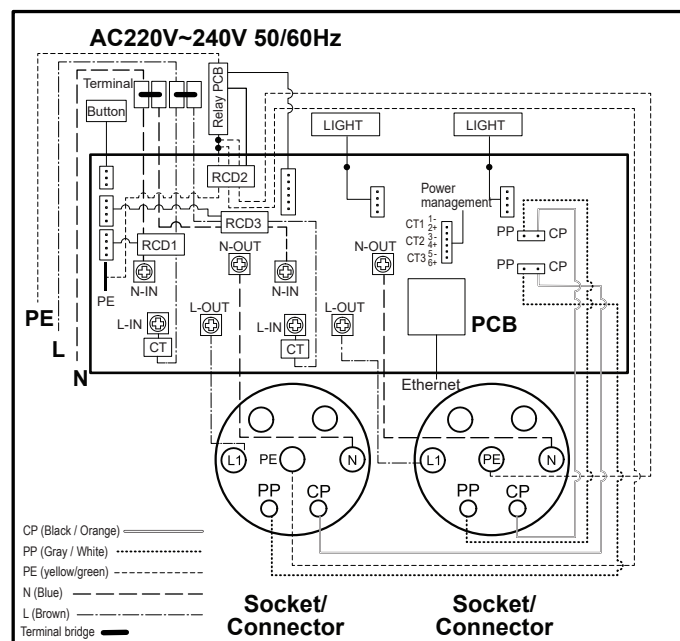 AC220V~240V 50/60Hz
Terminal
Relay PCB
Button
LIGHT
LIGHT
RCD2
Power
management
CT1 1-
2+
CT2 3-
4+
CT3 5-
6+
PP CP
PP CP
RCD3
RCD1
N-OUT
N-OUT
N-IN
N-IN
PE
L-OUT
L-OUT
L-IN
L-IN
CT
CT
PCB
PE
L
N
Ethernet
L1
PE
N
L1
PE
N
PP
CP
PP
CP
CP (Black / Orange)
PP (Gray / White)
PE (yellow/green)
N (Blue)
L (Brown)
Terminal bridge
Socket/
Connector
Socket/
Connector